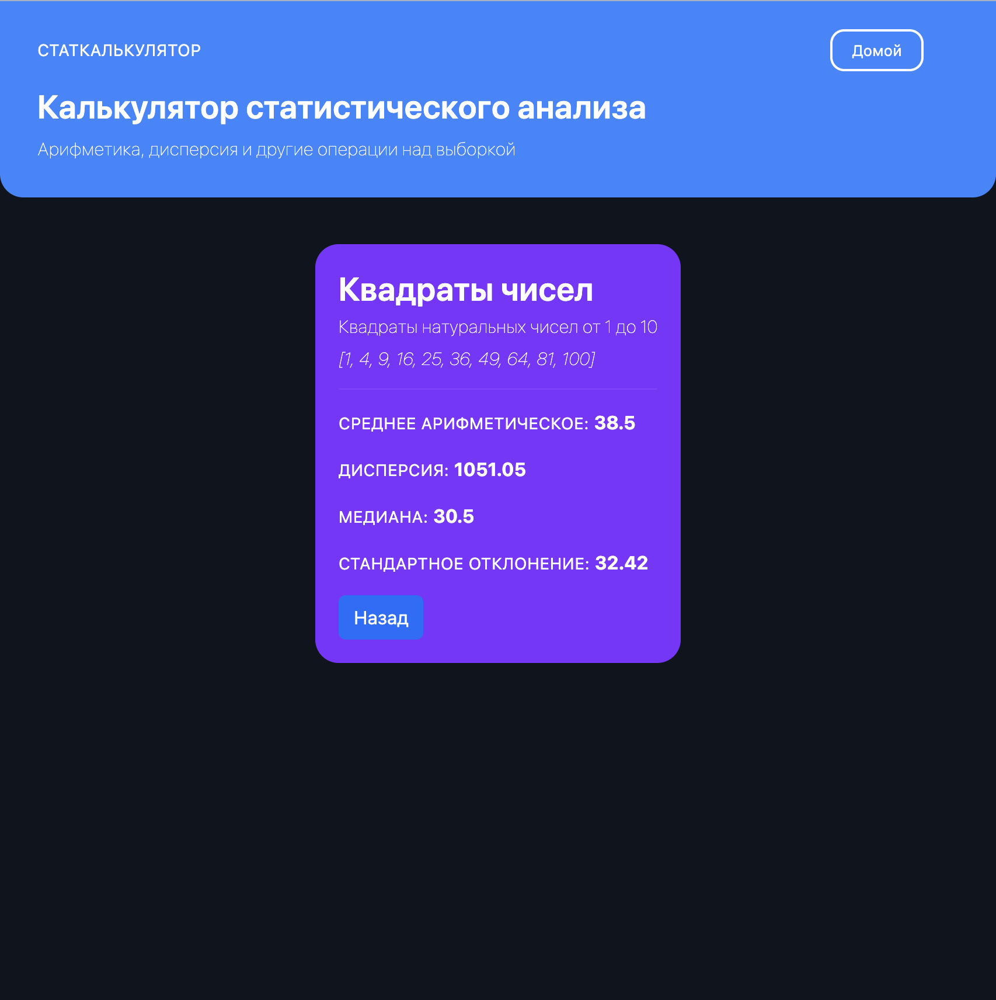 СТАТКАЛЬКУЛЯТОР
Домой
Калькулятор статистического анализа
Арифметика, дисперсия и другие операции над выборкой
Квадраты чисел
Квадраты натуральных чисел от 1 до 10
[1, 4, 9, 16, 25, 36, 49, 64, 81, 100]
СРЕДНЕЕ АРИФМЕТИЧЕСКОЕ: 38.5
ДИСПЕРСИЯ: 1051.05
МЕДИАНА: 30.5
СТАНДАРТНОЕ ОТКЛОНЕНИЕ: 32.42
Назад